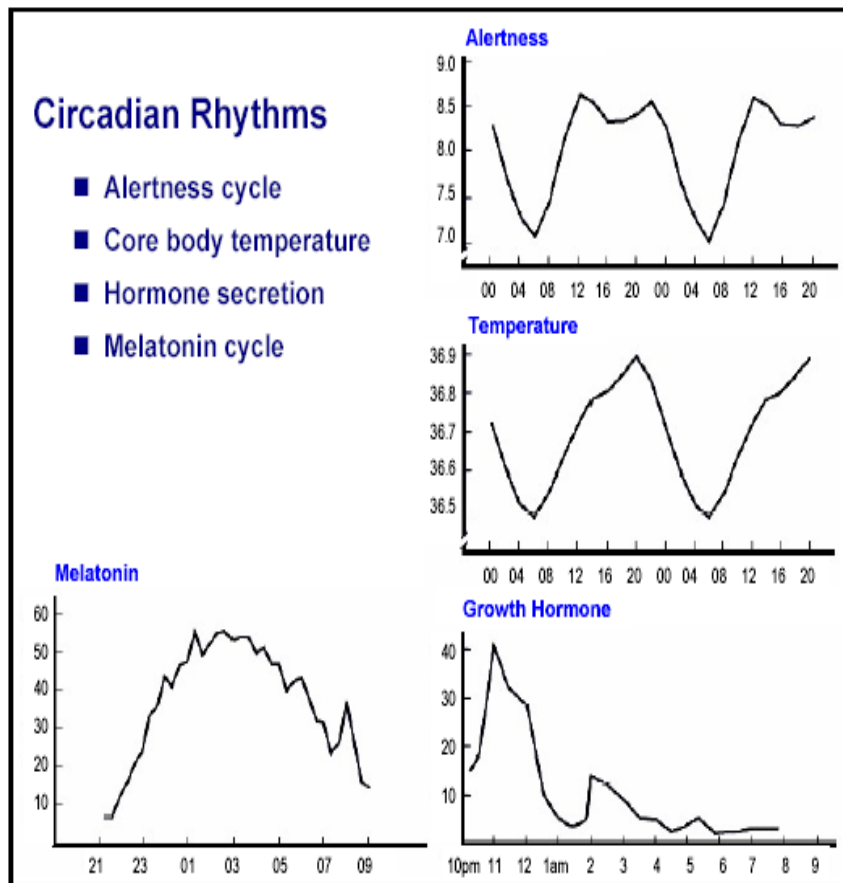 Circadian Rhythms
■ Alertness cycle
■ Core body temperature
■ Hormone secretion
■ Melatonin cycle
Alertness
9.0
8.5
8.0
7.5
7.0
00 04 08 12 16 20 00 04 08 12 16 20
Temperature
36.9
36.8
36.7
36.6
36.5
00 04 08 12 16 20 00 04 08 12 16 20
Melatonin
60
50
40
30
20
10
21 23 01 03 05 07 09
Growth Hormone
40
30
20
10
10pm 11 12 1am 2 3 4 5 6 7 8 9